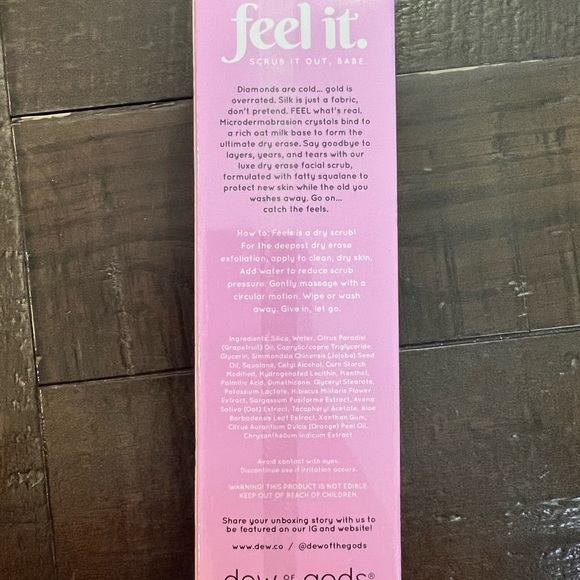 feel it.
SCRUB IT OUT, BABE.
Diamonds are cold... gold is
overrated. Silk is just a fabric,
don't pretend. FEEL what's real.
Microdermabrasion crystals bind to
a rich oat milk base to form the
ultimate dry erase. Say goodbye to
layers, years, and tears with our
luxe dry erase facial scrub,
formulated with fatty squalane to
protect new skin while the old you
washes away. Go on...
catch the feels.
How to: Feels is a dry scrub!
For the deepest dry erase
exfoliation, apply to clean, dry skin.
Add water to reduce scrub
pressure. Gently massage with a
circular motion. Wipe or wash
away. Give in, let go.
Ingredients: Silica, Water, Citrus Paradisi
(Grapefruit) Oil, Caprylic/capric Triglyceride,
Glycerin, Simmondsia Chinensis (Jojoba) Seed
Oil, Squalane, Cetyl Alcohol, Corn Starch
Modified, Hydrogenated Lecithin, Menthol,
Palmitic Acid, Dimethicone, Glyceryl Stearate,
Potassium Lactate, Hibiscus Militaris Flower
Extract, Sargassum Fusiforme Extract, Avena
Sativa (Oat) Extract, Tocopheryl Acetate, Aloe
Barbadensis Leaf Extract, Xanthan Gum,
Citrus Aurantium Dulcis (Orange) Peel Oil,
Chrysanthellum Indicum Extract
Avoid contact with eyes.
Discontinue use if irritation occurs.
WARNING! THIS PRODUCT IS NOT EDIBLE
KEEP OUT OF REACH OF CHILDREN.
Share your unboxing story with us to
be featured on our IG and website!
www.dew.co / @dewofthegods
dew OF gods®